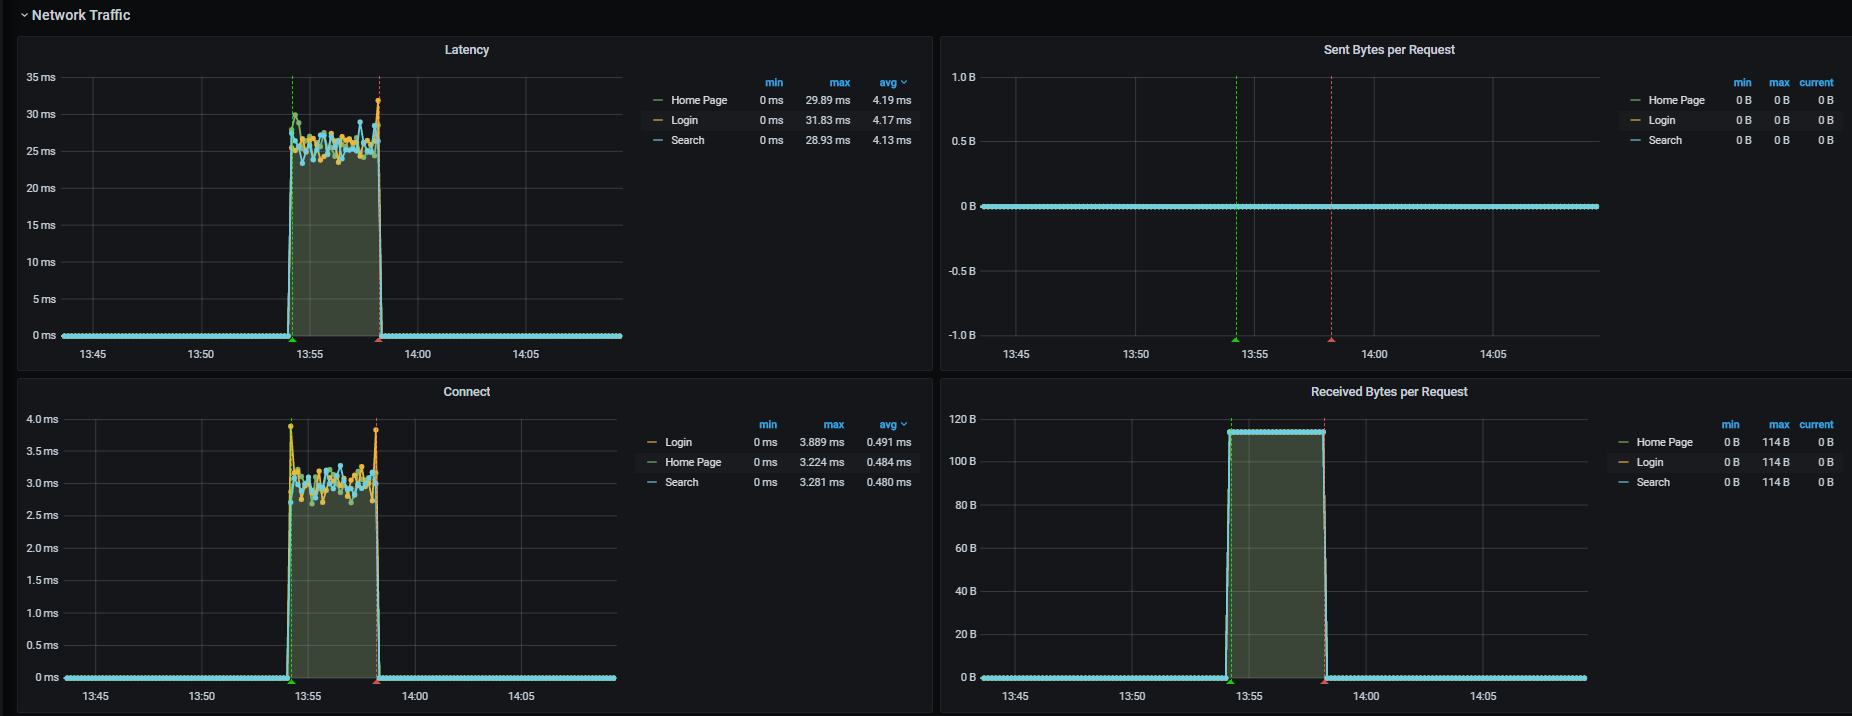 Network Traffic
Latency
35 ms
30 ms
25 ms
20 ms
15 ms
10 ms
5 ms
0 ms
13:45 13:50 13:55 14:00 14:05
min max avg
Home Page 0 ms 29.89 ms 4.19 ms
Login 0 ms 31.83 ms 4.17 ms
Search 0 ms 28.93 ms 4.13 ms
Sent Bytes per Request
1.0 B
0.5 B
0 B
-0.5 B
-1.0 B
13:45 13:50 13:55 14:00 14:05
min max current
Home Page 0 B 0 B 0 B
Login 0 B 0 B 0 B
Search 0 B 0 B 0 B
Connect
4.0 ms
3.5 ms
3.0 ms
2.5 ms
2.0 ms
1.5 ms
1.0 ms
0.5 ms
0 ms
13:45 13:50 13:55 14:00 14:05
min max avg
Login 0 ms 3.889 ms 0.491 ms
Home Page 0 ms 3.224 ms 0.484 ms
Search 0 ms 3.281 ms 0.480 ms
Received Bytes per Request
120 B
100 B
80 B
60 B
40 B
20 B
0 B
13:45 13:50 13:55 14:00 14:05
min max current
Home Page 0 B 114 B 0 B
Login 0 B 114 B 0 B
Search 0 B 114 B 0 B